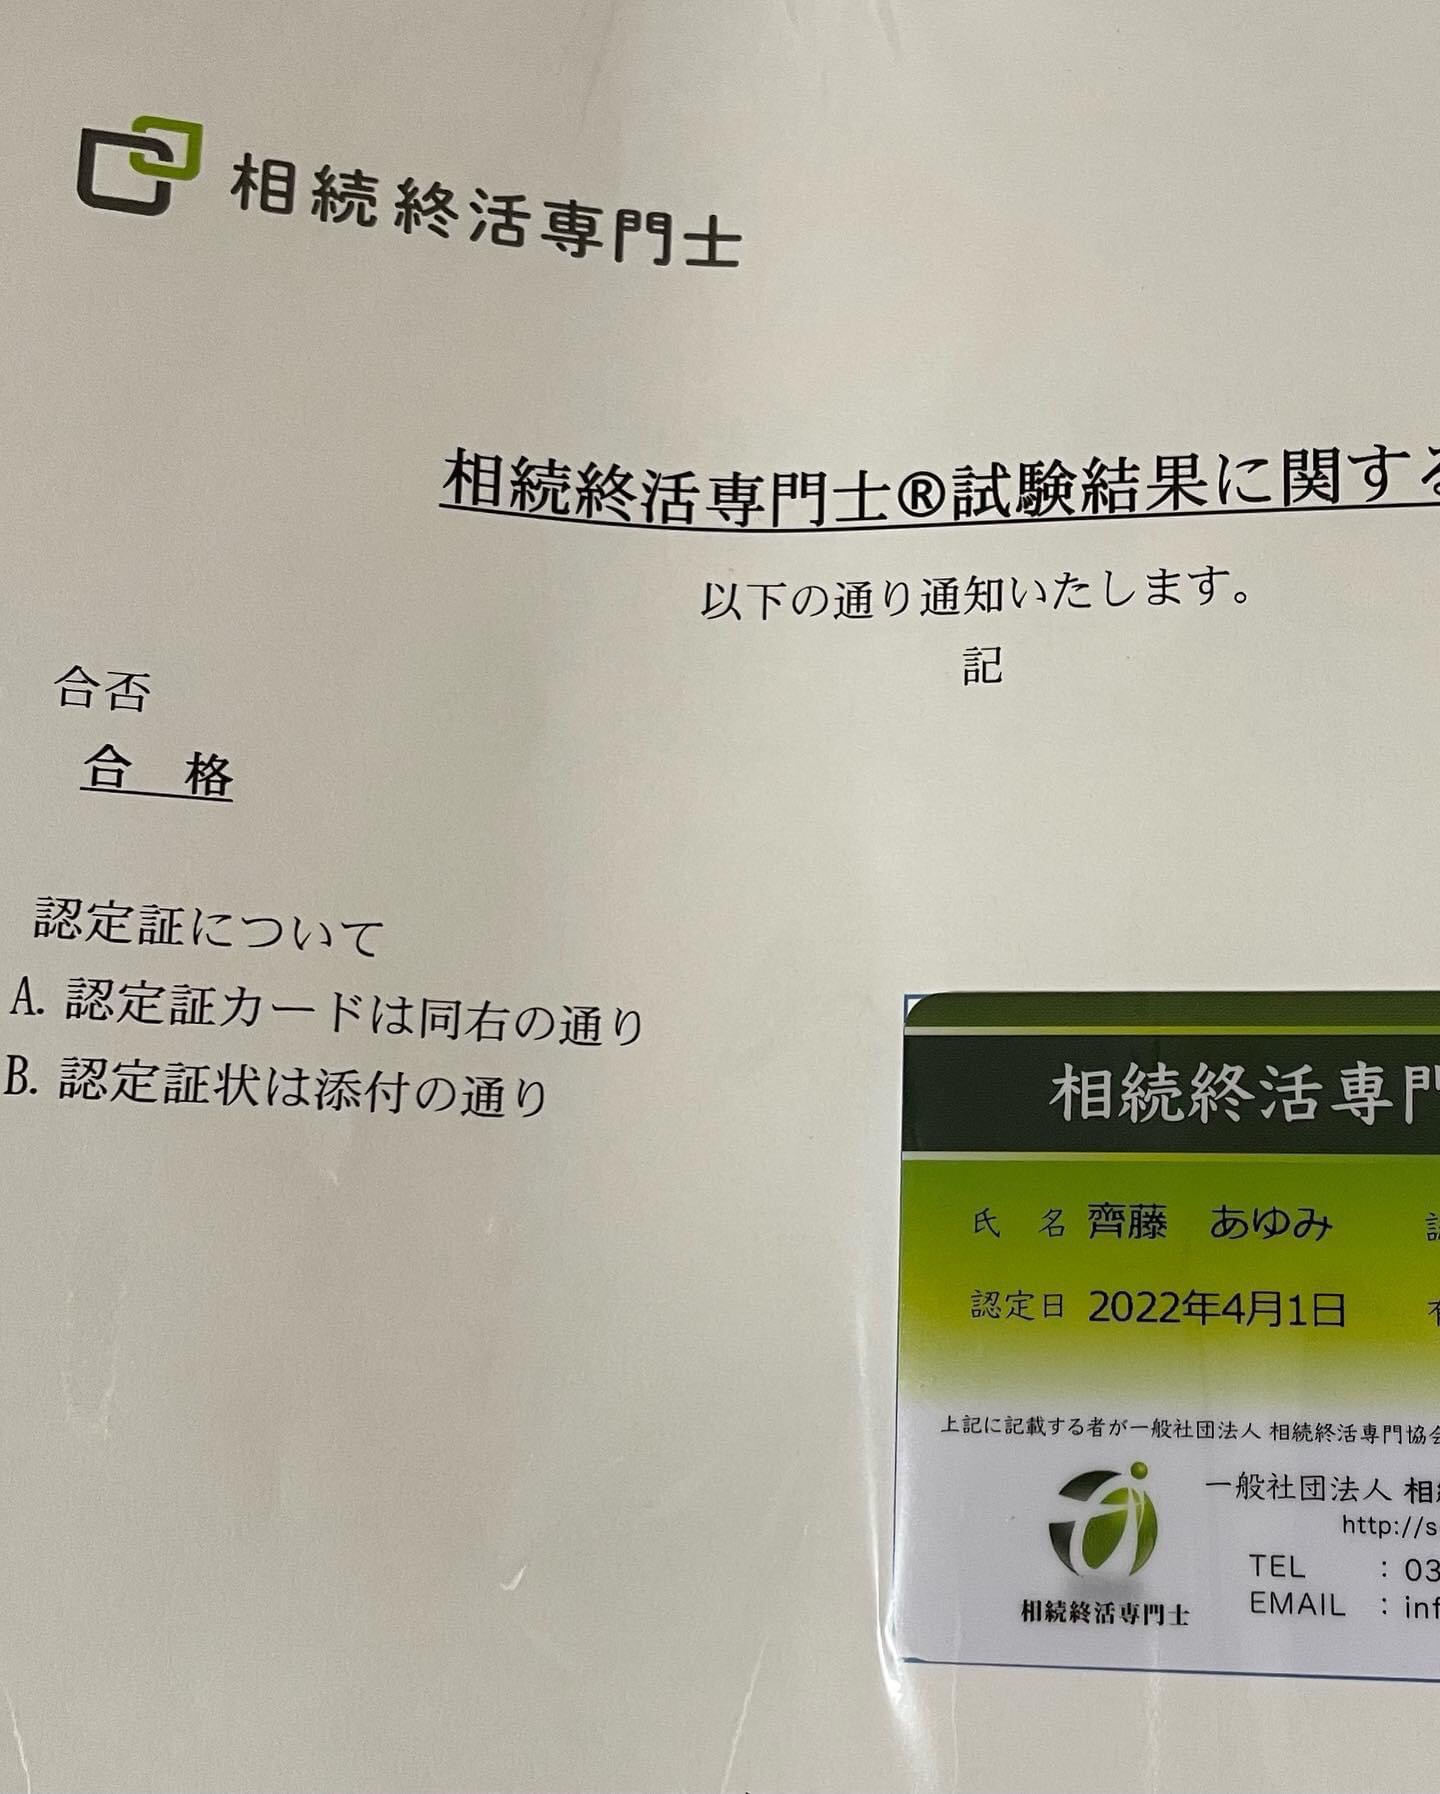 相続終活専門士
相続終活専門士®試験結果に関する
以下の通り通知いたします。
記
合否
合 格
認定証について
A. 認定証カードは同右の通り
B. 認定証状は添付の通り
相続終活専門
氏 名 齊藤 あゆみ
認定日 2022年4月1日
上記に記載する者が一般社団法人 相続終活専門協会
一般社団法人 相
http://s
TEL : 03
EMAIL : inf
相続終活専門士